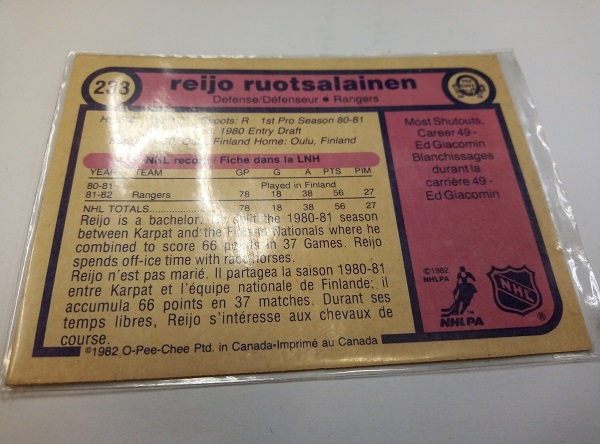 233
reijo ruotsalainen
Defense/Défenseur ★ Rangers
Shoots: R 1st Pro Season 80-81
1980 Entry Draft
Finland Home: Oulu, Finland
NHL record/Fiche dans la LNH
YEAR TEAM GP G A PTS PIM
80-81 Played in Finland
81-82 Rangers 78 18 38 56 27
NHL TOTALS 78 18 38 56 27
Reijo is a bachelor. split the 1980-81 season
between Karpat and the Nationals where he
combined to score 66 points in 37 Games. Reijo
spends off-ice time with race horses.
Reijo n'est pas marié. Il partagea la saison 1980-81
entre Karpat et l'équipe nationale de Finlande; il
accumula 66 points en 37 matches. Durant ses
temps libres, Reijo s'intéresse aux chevaux de
course.
©1982 O-Pee-Chee Ptd. in Canada-Imprimé au Canada
Most Shutouts,
Career 49 -
Ed Giacomin
Blanchissages
durant la
carrière 49 -
Ed Giacomin
©1982
NHLPA
NHLPA
NHL
®